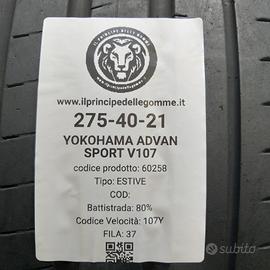 IL PRINCIPE DELLE GOMME
www.ilprincipedellegomme.it
275-40-21
YOKOHAMA ADVAN
SPORT V107
codice prodotto: 60258
Tipo: ESTIVE
COD:
Battistrada: 80%
Codice Velocità: 107Y
FILA: 37
subito